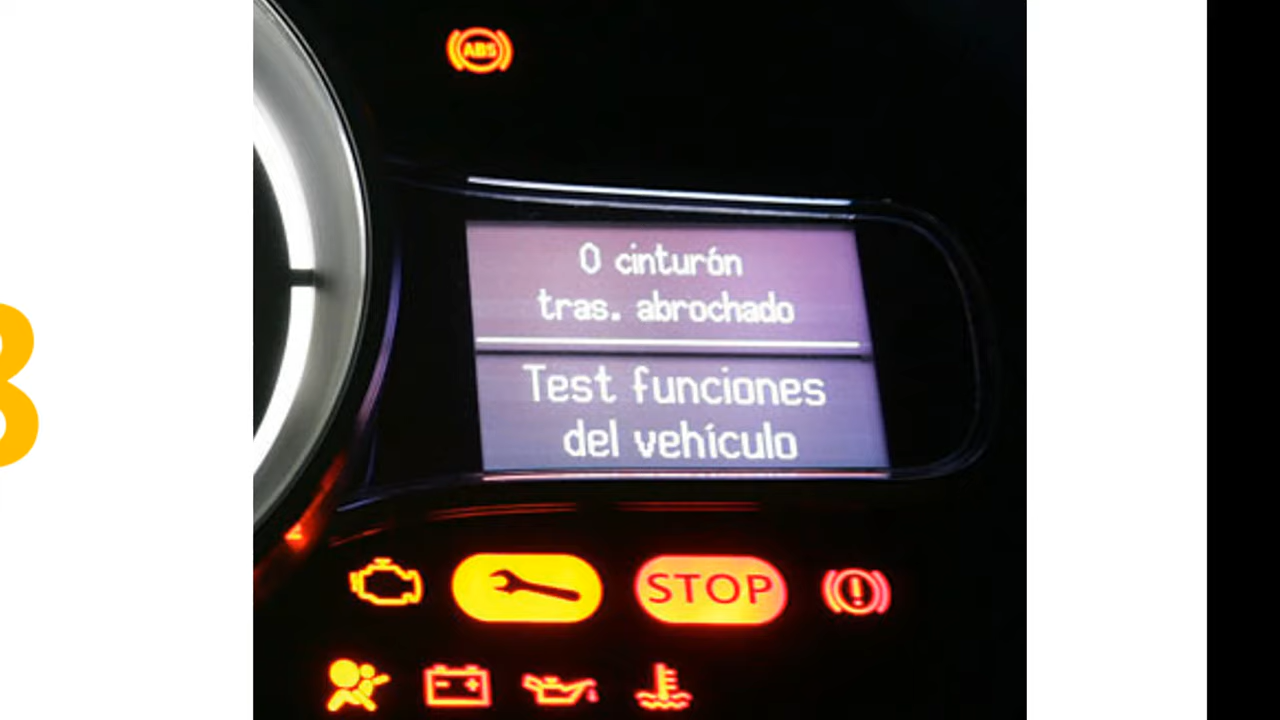 ABS
0 cinturón
tras. abrochado
Test funciones
del vehículo
STOP